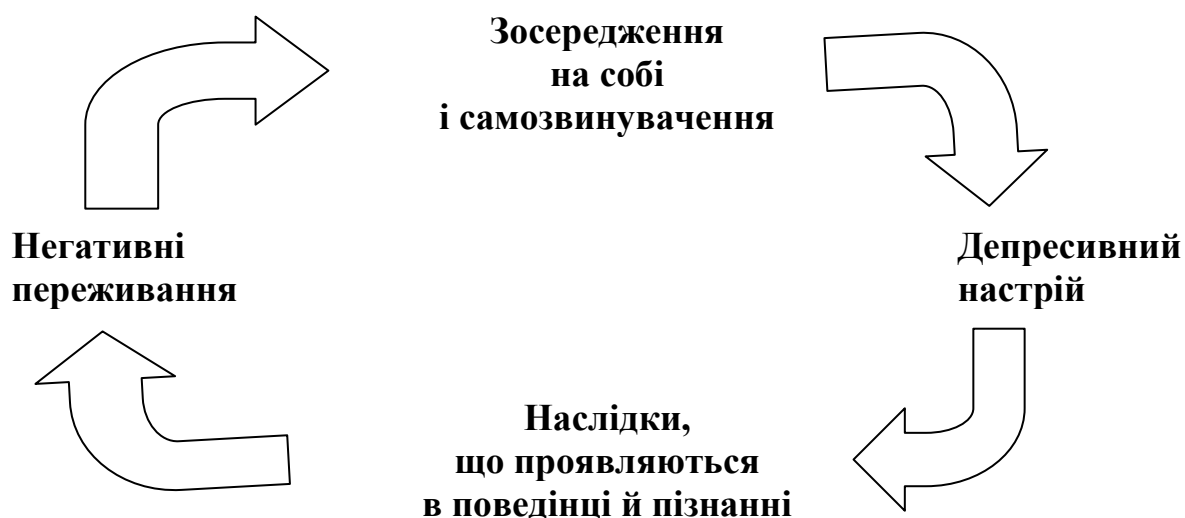 Зосередження
на собі
і самозвинувачення
Негативні
переживання
Депресивний
настрій
Наслідки,
що проявляються
в поведінці й пізнанні